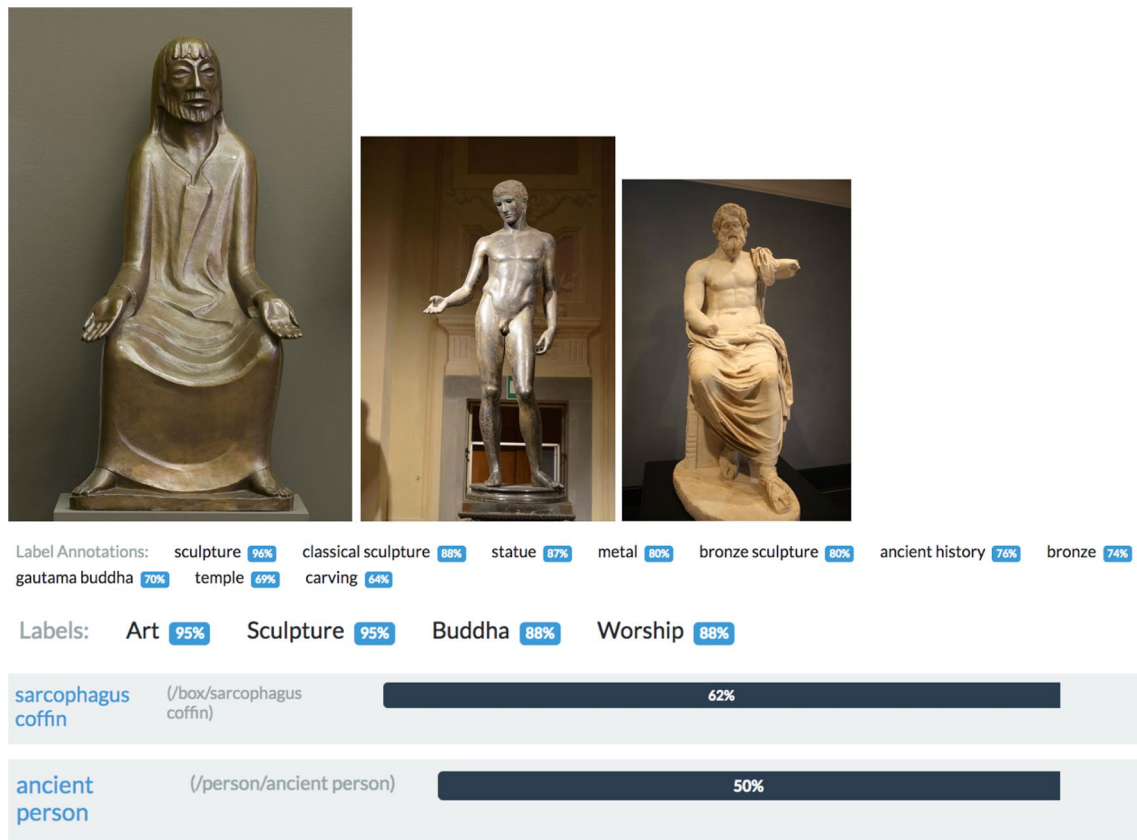 Label Annotations: sculpture 96% classical sculpture 88% statue 87% metal 80% bronze sculpture 80% ancient history 76% bronze 74%
gautama buddha 70% temple 69% carving 64%
Labels: Art 95% Sculpture 95% Buddha 88% Worship 88%
sarcophagus (/box/sarcophagus 62%
coffin coffin)
ancient (/person/ancient person) 50%
person